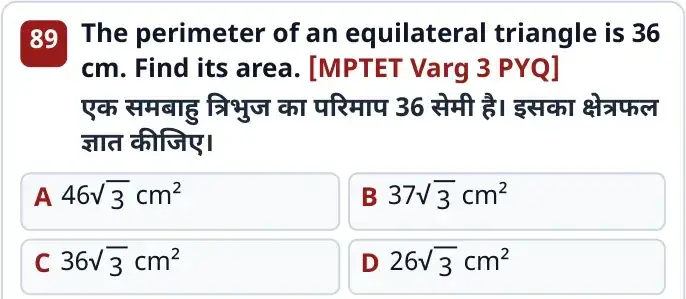 89 The perimeter of an equilateral triangle is 36
cm. Find its area. [MPTET Varg 3 PYQ]
एक समबाहु त्रिभुज का परिमाप 36 सेमी है। इसका क्षेत्रफल
ज्ञात कीजिए।
A 46√3 cm² B 37√3 cm²
C 36√3 cm² D 26√3 cm²